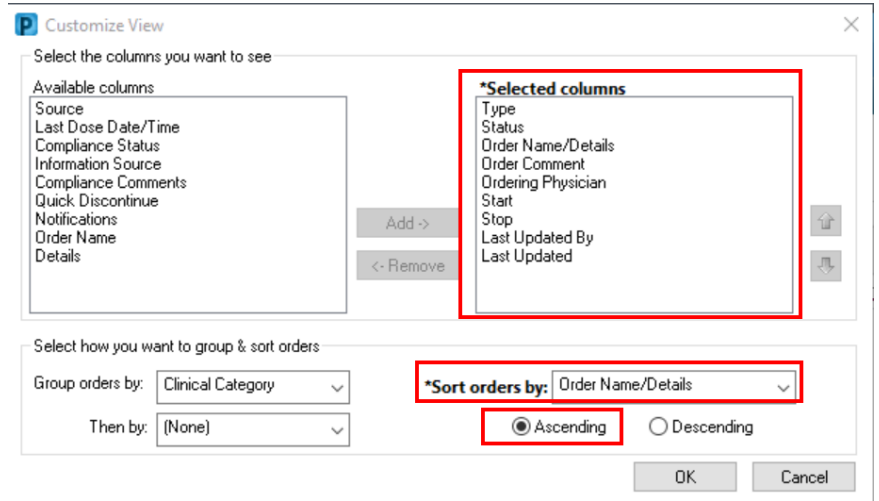 P Customize View
Select the columns you want to see
Available columns
Source
Last Dose Date/Time
Compliance Status
Information Source
Compliance Comments
Quick Discontinue
Notifications
Order Name
Details
Add ->
<- Remove
*Selected columns
Type
Status
Order Name/Details
Order Comment
Ordering Physician
Start
Stop
Last Updated By
Last Updated
Select how you want to group & sort orders
Group orders by: Clinical Category
*Sort orders by: Order Name/Details
Then by: (None)
Ascending Descending
OK Cancel